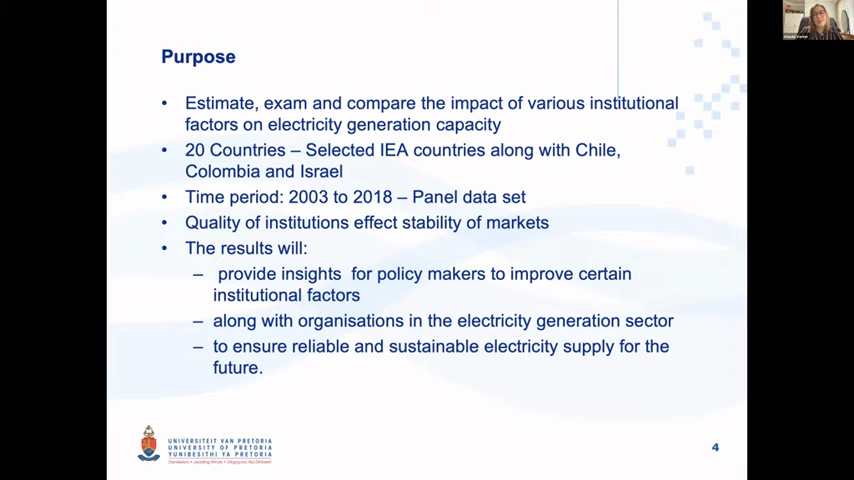 Purpose
• Estimate, exam and compare the impact of various institutional
factors on electricity generation capacity
• 20 Countries – Selected IEA countries along with Chile,
Colombia and Israel
• Time period: 2003 to 2018 – Panel data set
• Quality of institutions effect stability of markets
• The results will:
– provide insights for policy makers to improve certain
institutional factors
– along with organisations in the electricity generation sector
– to ensure reliable and sustainable electricity supply for the
future.
UNIVERSITEIT VAN PRETORIA
UNIVERSITY OF PRETORIA
YUNIBESITHI YA PRETORIA
4